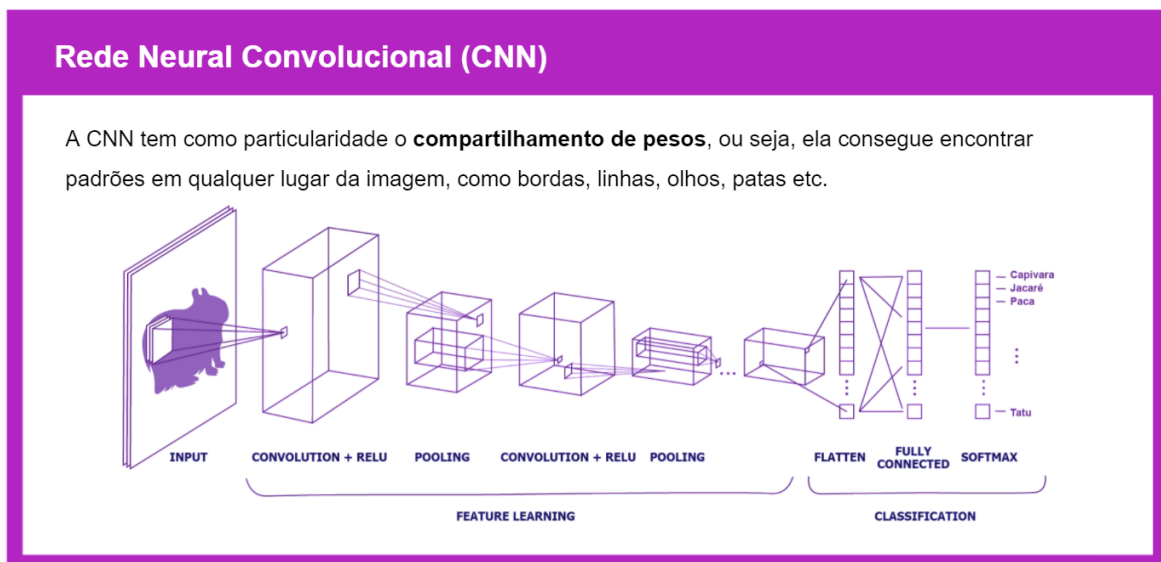 Rede Neural Convolucional (CNN)
A CNN tem como particularidade o compartilhamento de pesos, ou seja, ela consegue encontrar
padrões em qualquer lugar da imagem, como bordas, linhas, olhos, patas etc.
Capivara
Jacaré
Paca
...
Tatu
INPUT
CONVOLUTION + RELU
POOLING
CONVOLUTION + RELU
POOLING
FLATTEN
FULLY
CONNECTED
SOFTMAX
FEATURE LEARNING
CLASSIFICATION